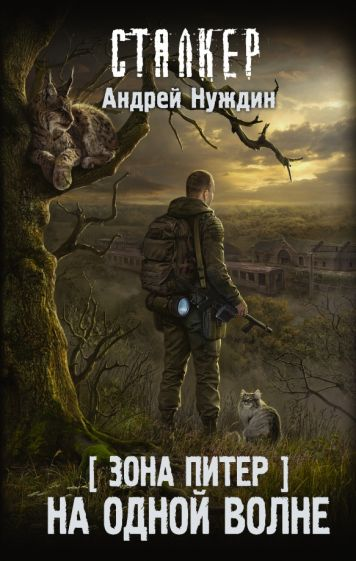 СТАЛКЕР
Андрей Нуждин
[ ЗОНА ПИТЕР ]
НА ОДНОЙ ВОЛНЕ